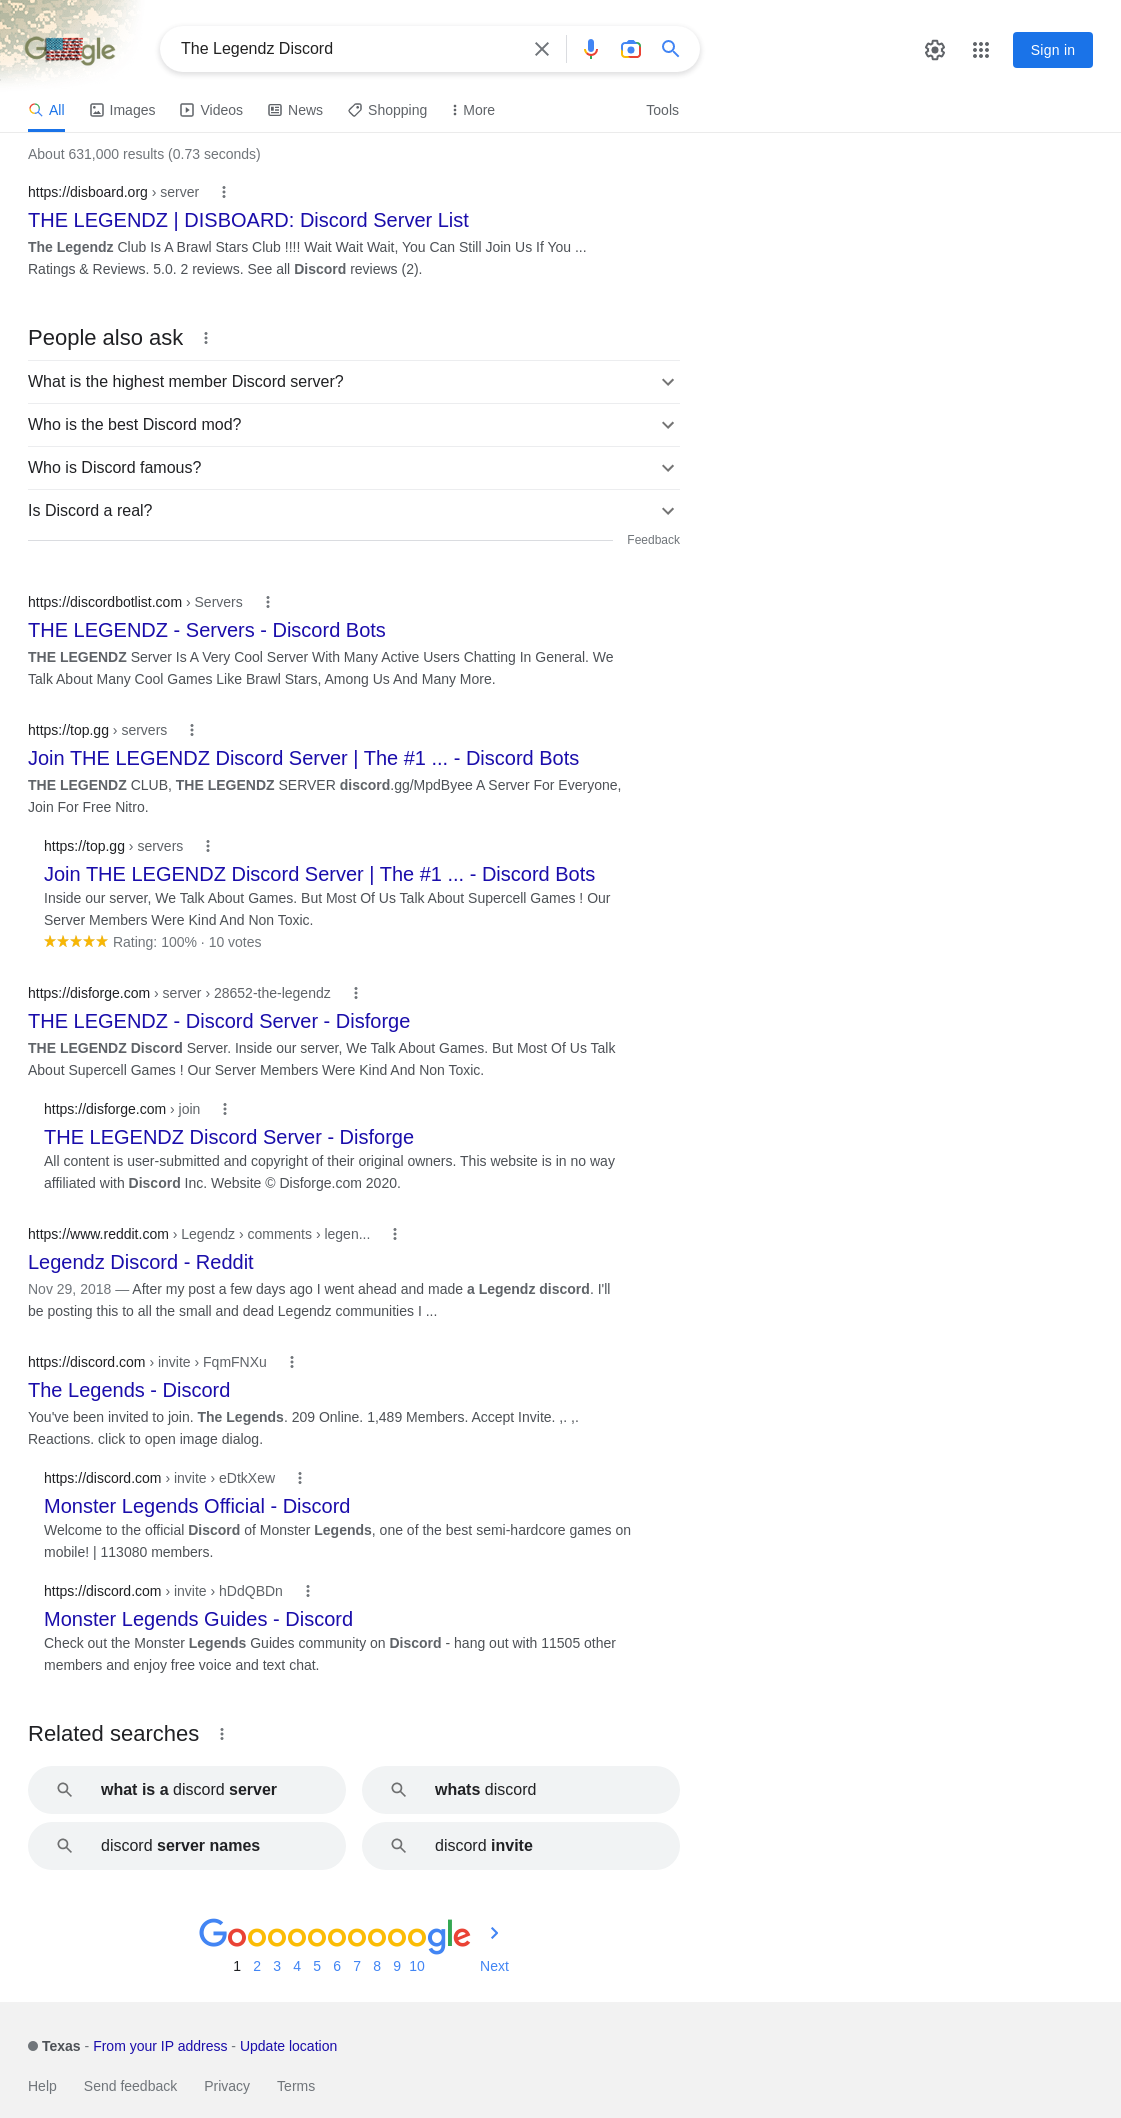 Google
The Legendz Discord
Sign in
All
Images
Videos
News
Shopping
More
Tools
About 631,000 results (0.73 seconds)
https://disboard.org › server
THE LEGENDZ | DISBOARD: Discord Server List
The Legendz Club Is A Brawl Stars Club !!!! Wait Wait Wait, You Can Still Join Us If You ...
Ratings & Reviews. 5.0. 2 reviews. See all Discord reviews (2).
People also ask
What is the highest member Discord server?
Who is the best Discord mod?
Who is Discord famous?
Is Discord a real?
Feedback
https://discordbotlist.com › Servers
THE LEGENDZ - Servers - Discord Bots
THE LEGENDZ Server Is A Very Cool Server With Many Active Users Chatting In General. We
Talk About Many Cool Games Like Brawl Stars, Among Us And Many More.
https://top.gg › servers
Join THE LEGENDZ Discord Server | The #1 ... - Discord Bots
THE LEGENDZ CLUB, THE LEGENDZ SERVER discord.gg/MpdByee A Server For Everyone,
Join For Free Nitro.
https://top.gg › servers
Join THE LEGENDZ Discord Server | The #1 ... - Discord Bots
Inside our server, We Talk About Games. But Most Of Us Talk About Supercell Games ! Our
Server Members Were Kind And Non Toxic.
Rating: 100% · 10 votes
https://disforge.com › server › 28652-the-legendz
THE LEGENDZ - Discord Server - Disforge
THE LEGENDZ Discord Server. Inside our server, We Talk About Games. But Most Of Us Talk
About Supercell Games ! Our Server Members Were Kind And Non Toxic.
https://disforge.com › join
THE LEGENDZ Discord Server - Disforge
All content is user-submitted and copyright of their original owners. This website is in no way
affiliated with Discord Inc. Website © Disforge.com 2020.
https://www.reddit.com › Legendz › comments › legen...
Legendz Discord - Reddit
Nov 29, 2018 — After my post a few days ago I went ahead and made a Legendz discord. I'll
be posting this to all the small and dead Legendz communities I ...
https://discord.com › invite › FqmFNXu
The Legends - Discord
You've been invited to join. The Legends. 209 Online. 1,489 Members. Accept Invite. ,. ,.
Reactions. click to open image dialog.
https://discord.com › invite › eDtkXew
Monster Legends Official - Discord
Welcome to the official Discord of Monster Legends, one of the best semi-hardcore games on
mobile! | 113080 members.
https://discord.com › invite › hDdQBDn
Monster Legends Guides - Discord
Check out the Monster Legends Guides community on Discord - hang out with 11505 other
members and enjoy free voice and text chat.
Related searches
what is a discord server
whats discord
discord server names
discord invite
Goooooooooogle
1 2 3 4 5 6 7 8 9 10 Next
Texas - From your IP address - Update location
Help Send feedback Privacy Terms